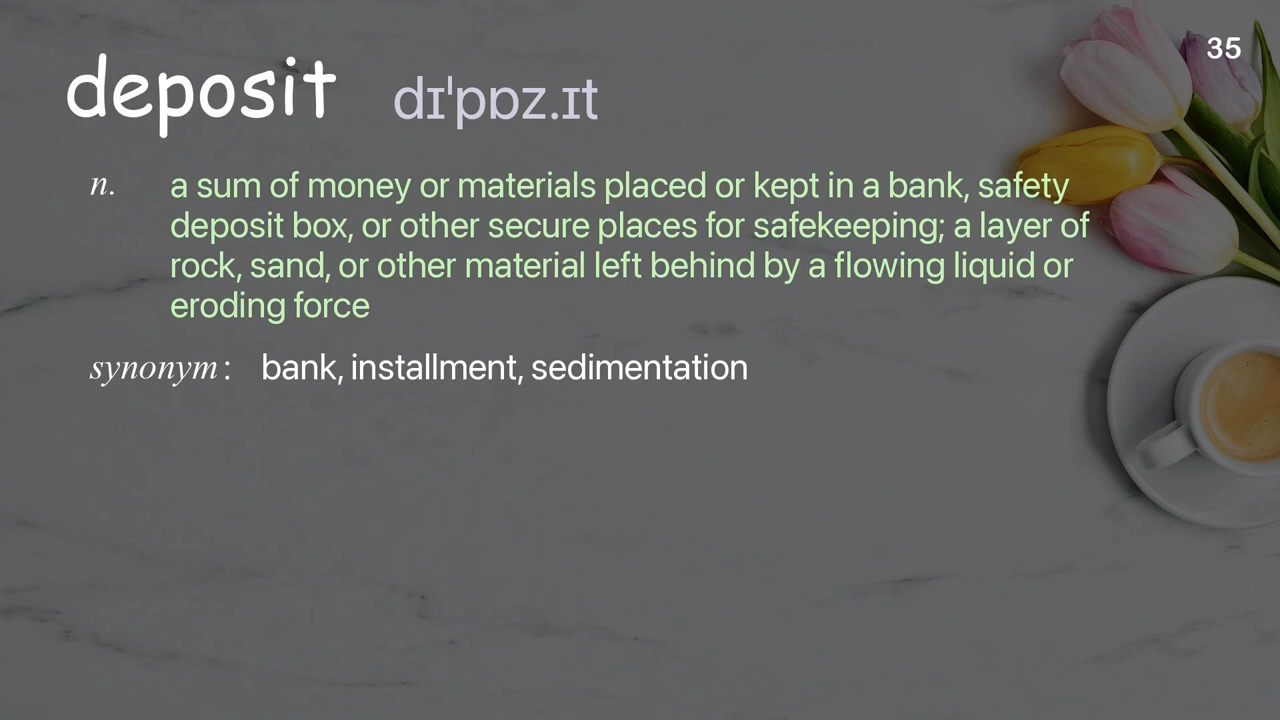 35
deposit dɪˈpɒz.ɪt
n. a sum of money or materials placed or kept in a bank, safety
deposit box, or other secure places for safekeeping; a layer of
rock, sand, or other material left behind by a flowing liquid or
eroding force
synonym: bank, installment, sedimentation